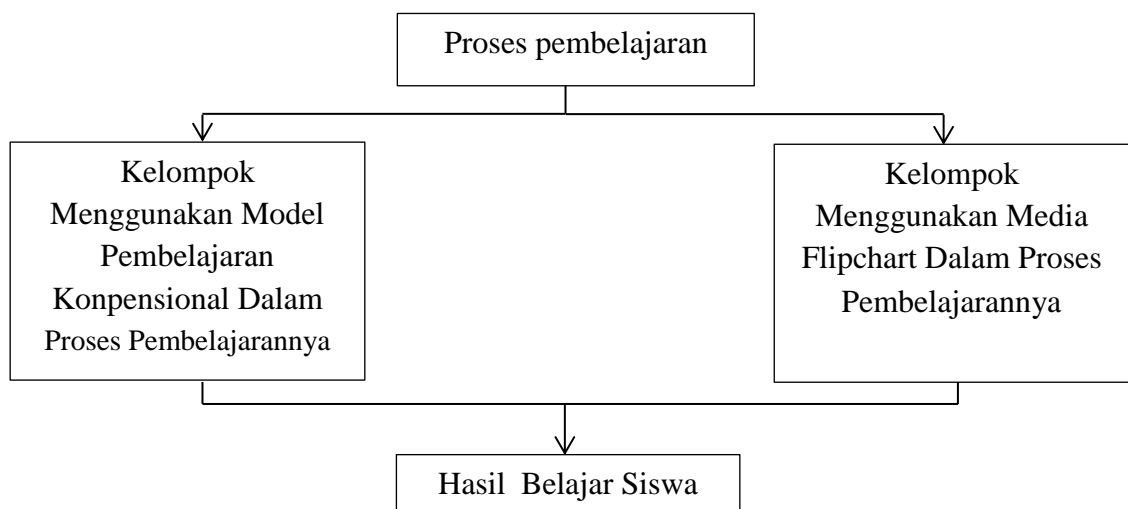 Proses pembelajaran
Kelompok
Menggunakan Model
Pembelajaran
Konpensional Dalam
Proses Pembelajarannya
Kelompok
Menggunakan Media
Flipchart Dalam Proses
Pembelajarannya
Hasil Belajar Siswa